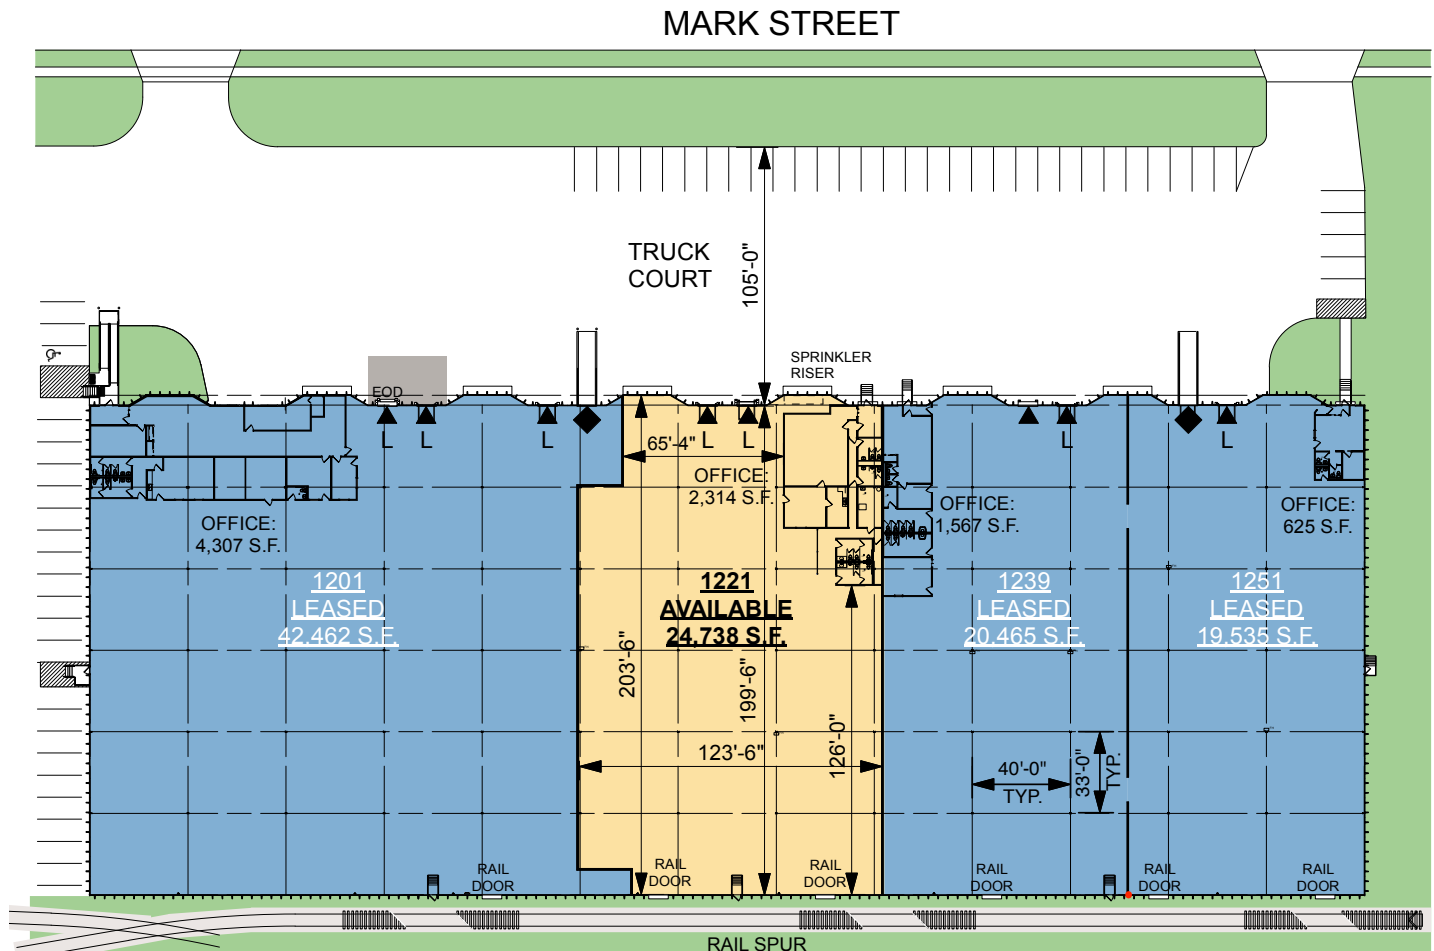 MARK STREET
TRUCK
COURT
105'-0"
SPRINKLER
RISER
EOD
L
L
L
L
L
L
L
65'-4"
OFFICE:
2,314 S.F.
OFFICE:
4,307 S.F.
OFFICE:
1,567 S.F.
OFFICE:
625 S.F.
1201
LEASED
42,462 S.F.
1221
AVAILABLE
24,738 S.F.
1239
LEASED
20,465 S.F.
1251
LEASED
19,535 S.F.
203'-6"
199'-6"
126'-0"
123'-6"
40'-0"
TYP.
33'-0"
TYP.
RAIL
DOOR
RAIL
DOOR
RAIL
DOOR
RAIL
DOOR
RAIL
DOOR
RAIL
DOOR
RAIL SPUR